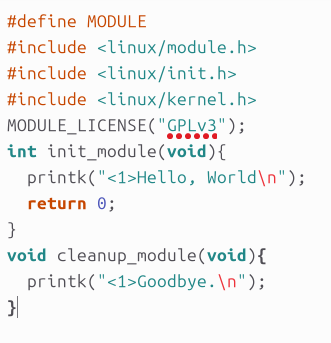 #define MODULE
#include <linux/module.h>
#include <linux/init.h>
#include <linux/kernel.h>
MODULE_LICENSE("GPLv3");
int init_module(void){
  printk("<1>Hello, World\n");
  return 0;
}
void cleanup_module(void){
  printk("<1>Goodbye.\n");
}